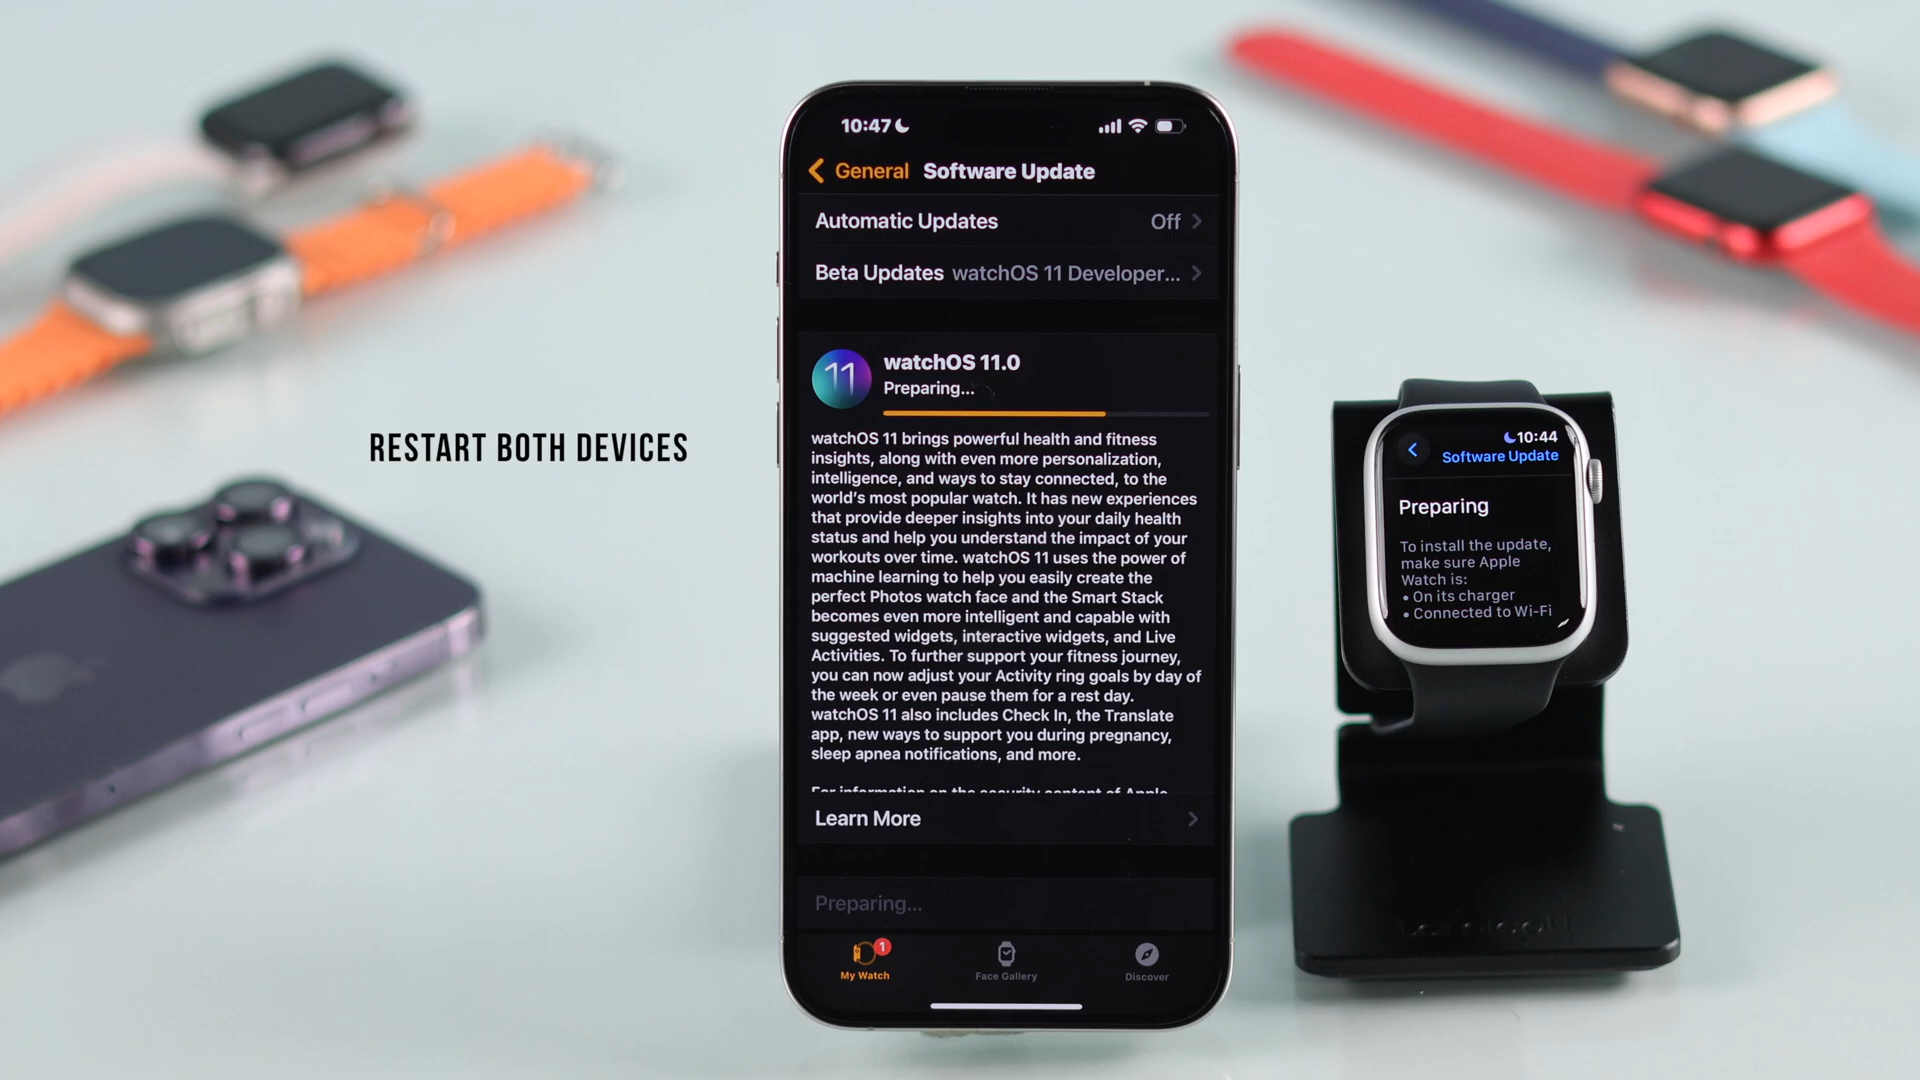 10:47
General Software Update
Automatic Updates Off
Beta Updates watchOS 11 Developer...
11
watchOS 11.0
Preparing...
watchOS 11 brings powerful health and fitness
insights, along with even more personalization,
intelligence, and ways to stay connected, to the
world's most popular watch. It has new experiences
that provide deeper insights into your daily health
status and help you understand the impact of your
workouts over time. watchOS 11 uses the power of
machine learning to help you easily create the
perfect Photos watch face and the Smart Stack
becomes even more intelligent and capable with
suggested widgets, interactive widgets, and Live
Activities. To further support your fitness journey,
you can now adjust your Activity ring goals by day of
the week or even pause them for a rest day.
watchOS 11 also includes Check In, the Translate
app, new ways to support you during pregnancy,
sleep apnea notifications, and more.
For information on the security content of Apple
Learn More
Preparing...
1
My Watch Face Gallery Discover
RESTART BOTH DEVICES
10:44
Software Update
Preparing
To install the update,
make sure Apple
Watch is:
• On its charger
• Connected to Wi-Fi